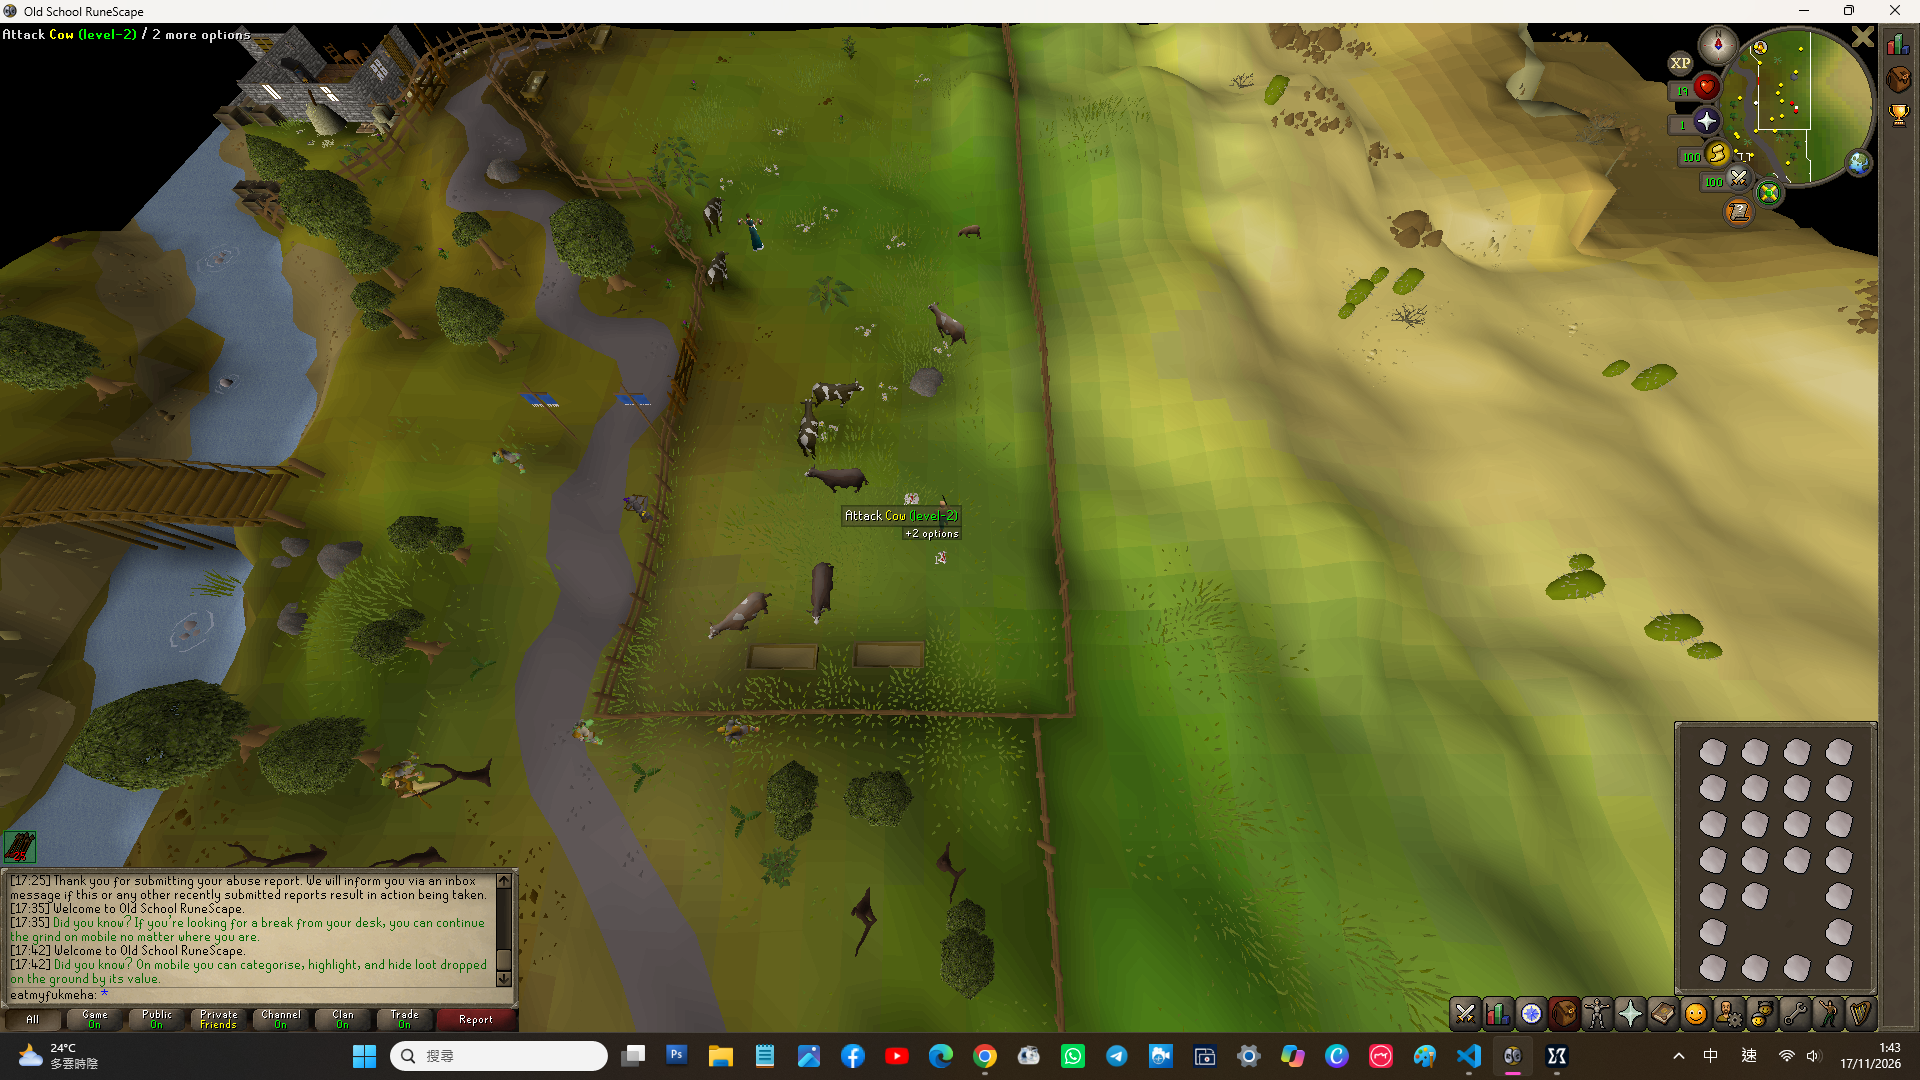 Old School RuneScape
Attack Cow (level-2) / 2 more options
XP
19
1
100
100
Attack Cow (level-2)
+2 options
[17:25] Thank you for submitting your abuse report. We will inform you via an inbox
message if this or any other recently submitted reports result in action being taken.
[17:35] Welcome to Old School RuneScape.
[17:35] Did you know? If you're looking for a break from your desk, you can continue
the grind on mobile no matter where you are.
[17:42] Welcome to Old School RuneScape.
[17:42] Did you know? On mobile you can categorise, highlight, and hide loot dropped
on the ground by its value.
eatmyfukmeha: *
All
Game
On
Public
On
Private
Friends
Channel
On
Clan
On
Trade
On
Report
24°C
多雲時陰
搜尋
Ps
中
速
1:43
17/11/2026